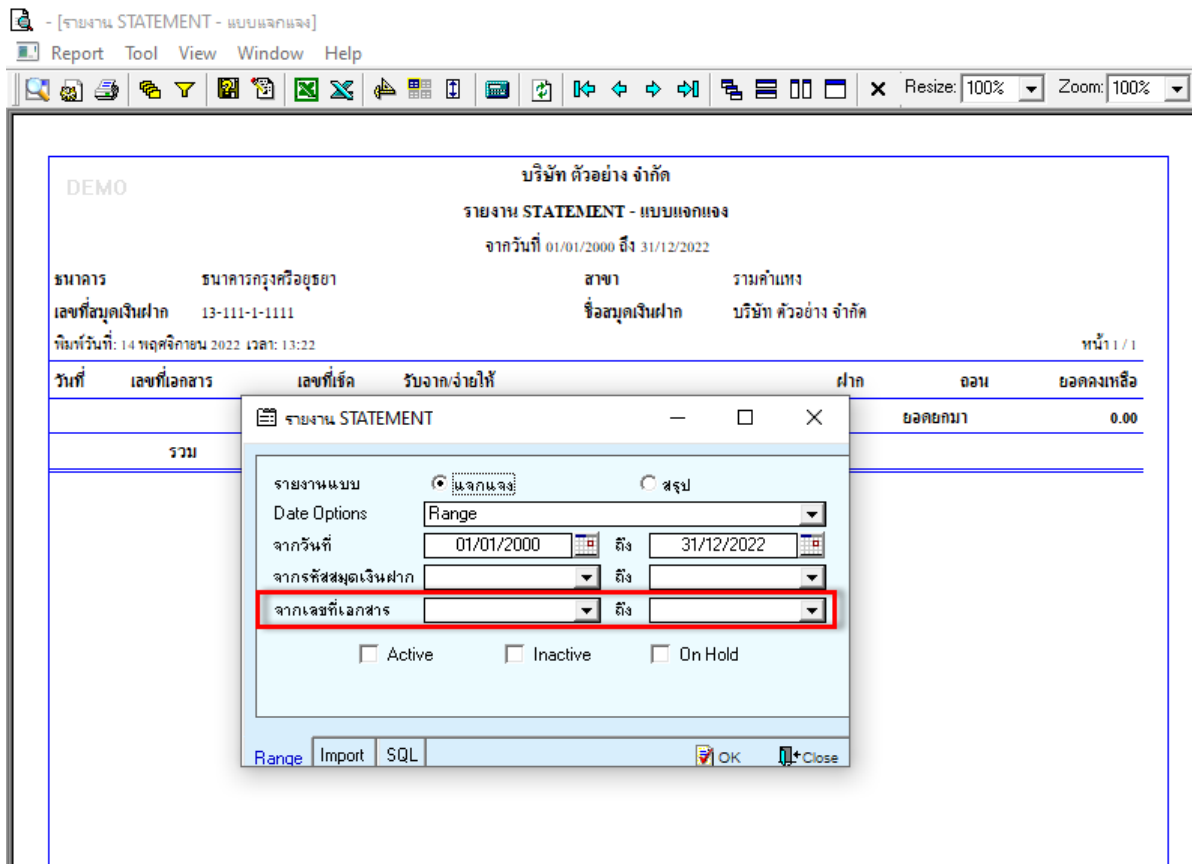 - [รายงาน STATEMENT - แบบแจกแจง]
Report Tool View Window Help
Resize: 100% Zoom: 100%
DEMO
บริษัท ตัวอย่าง จำกัด
รายงาน STATEMENT - แบบแจกแจง
จากวันที่ 01/01/2000 ถึง 31/12/2022
ธนาคาร ธนาคารกรุงศรีอยุธยา สาขา รามคำแหง
เลขที่สมุดเงินฝาก 13-111-1-1111 ชื่อสมุดเงินฝาก บริษัท ตัวอย่าง จำกัด
พิมพ์วันที่: 14 พฤศจิกายน 2022 เวลา: 13:22 หน้า 1 / 1
วันที่ เลขที่เอกสาร เลขที่เช็ค รับจาก/จ่ายให้ ฝาก ถอน ยอดคงเหลือ
ยอดยกมา 0.00
รวม
รายงาน STATEMENT
รายงานแบบ แจกแจง สรุป
Date Options Range
จากวันที่ 01/01/2000 ถึง 31/12/2022
จากรหัสสมุดเงินฝาก ถึง
จากเลขที่เอกสาร ถึง
Active Inactive On Hold
Range Import SQL OK Close